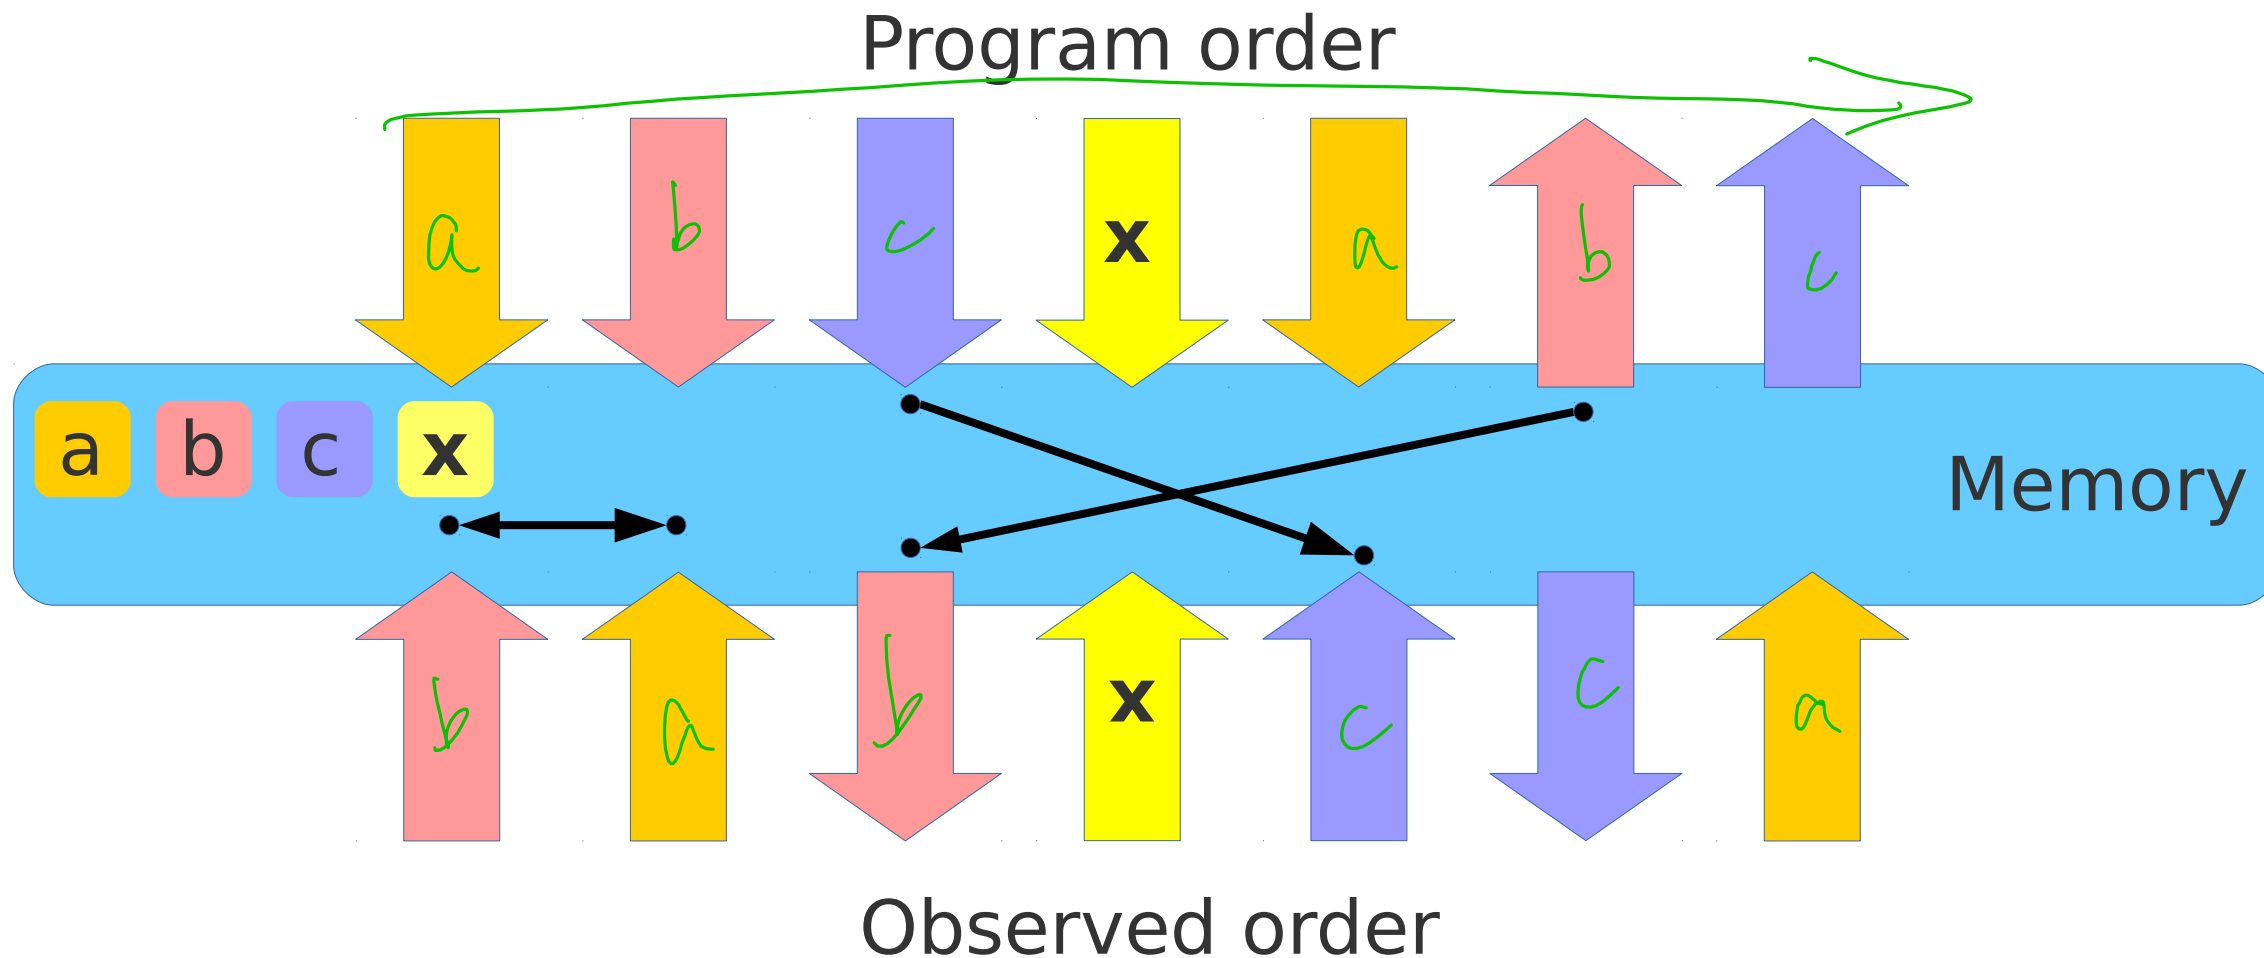 Program order
a b c x a b c
a b c x
Memory
b a b x c c a
Observed order